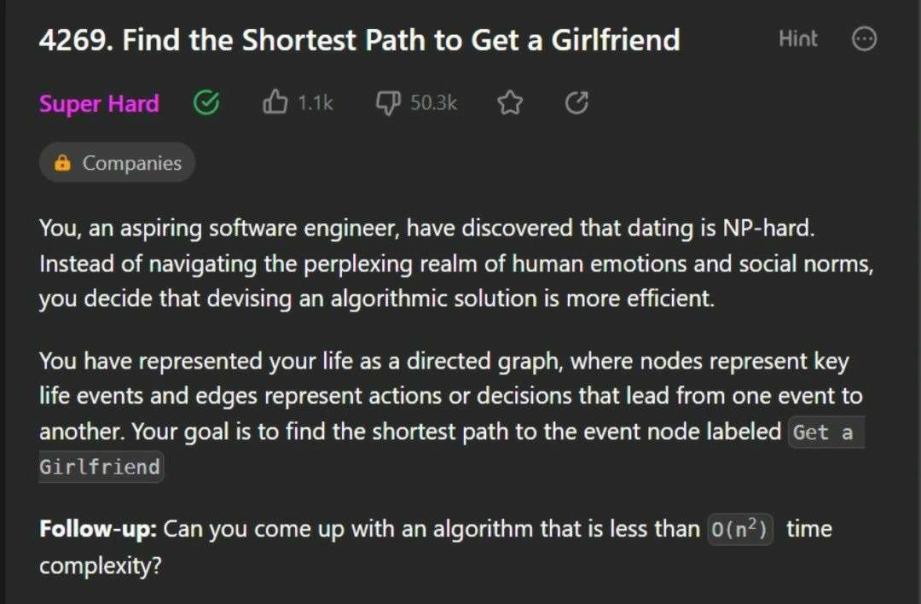 4269. Find the Shortest Path to Get a Girlfriend Hint
Super Hard 1.1k 50.3k
Companies
You, an aspiring software engineer, have discovered that dating is NP-hard.
Instead of navigating the perplexing realm of human emotions and social norms,
you decide that devising an algorithmic solution is more efficient.
You have represented your life as a directed graph, where nodes represent key
life events and edges represent actions or decisions that lead from one event to
another. Your goal is to find the shortest path to the event node labeled Get a
Girlfriend
Follow-up: Can you come up with an algorithm that is less than O(n²) time
complexity?